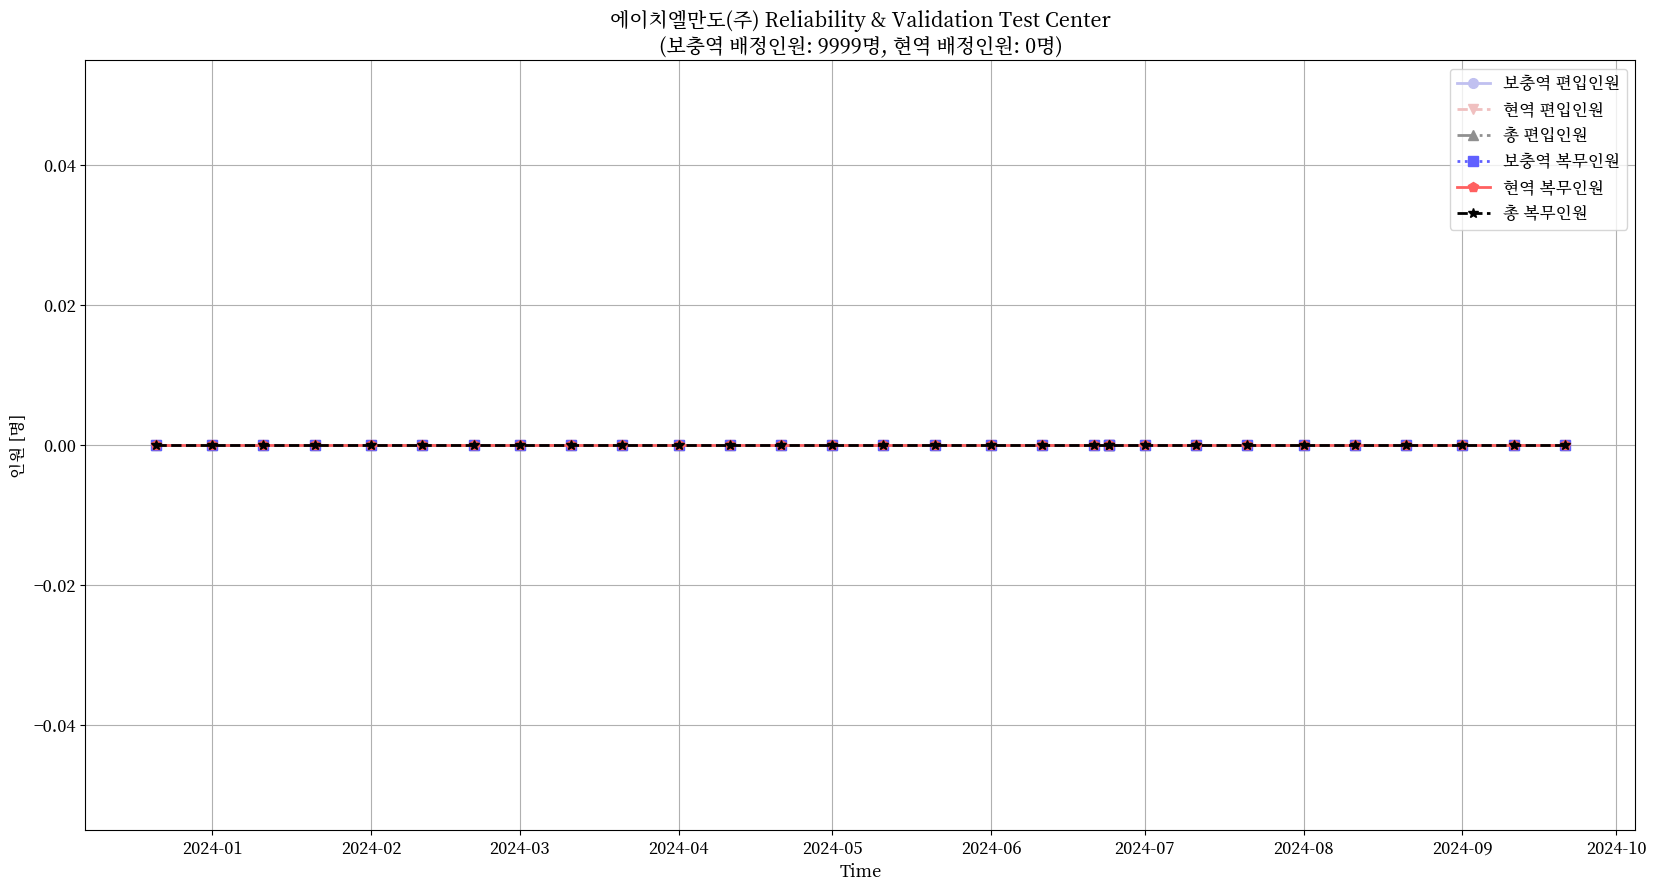 에이치엘만도(주) Reliability & Validation Test Center
(보충역 배정인원: 9999명, 현역 배정인원: 0명)
보충역 편입인원
현역 편입인원
총 편입인원
보충역 복무인원
현역 복무인원
총 복무인원
0.04
0.02
0.00
−0.02
−0.04
인원 [명]
2024-01 2024-02 2024-03 2024-04 2024-05 2024-06 2024-07 2024-08 2024-09 2024-10
Time